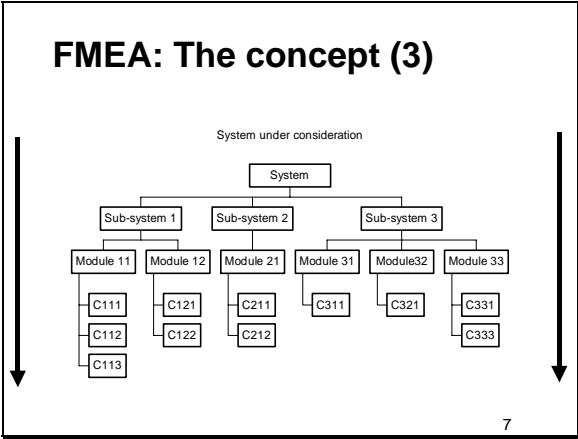 FMEA: The concept (3)
System under consideration
System
Sub-system 1 Sub-system 2 Sub-system 3
Module 11 Module 12 Module 21 Module 31 Module32 Module 33
C111 C121 C211 C311 C321 C331
C112 C122 C212 C333
C113
7